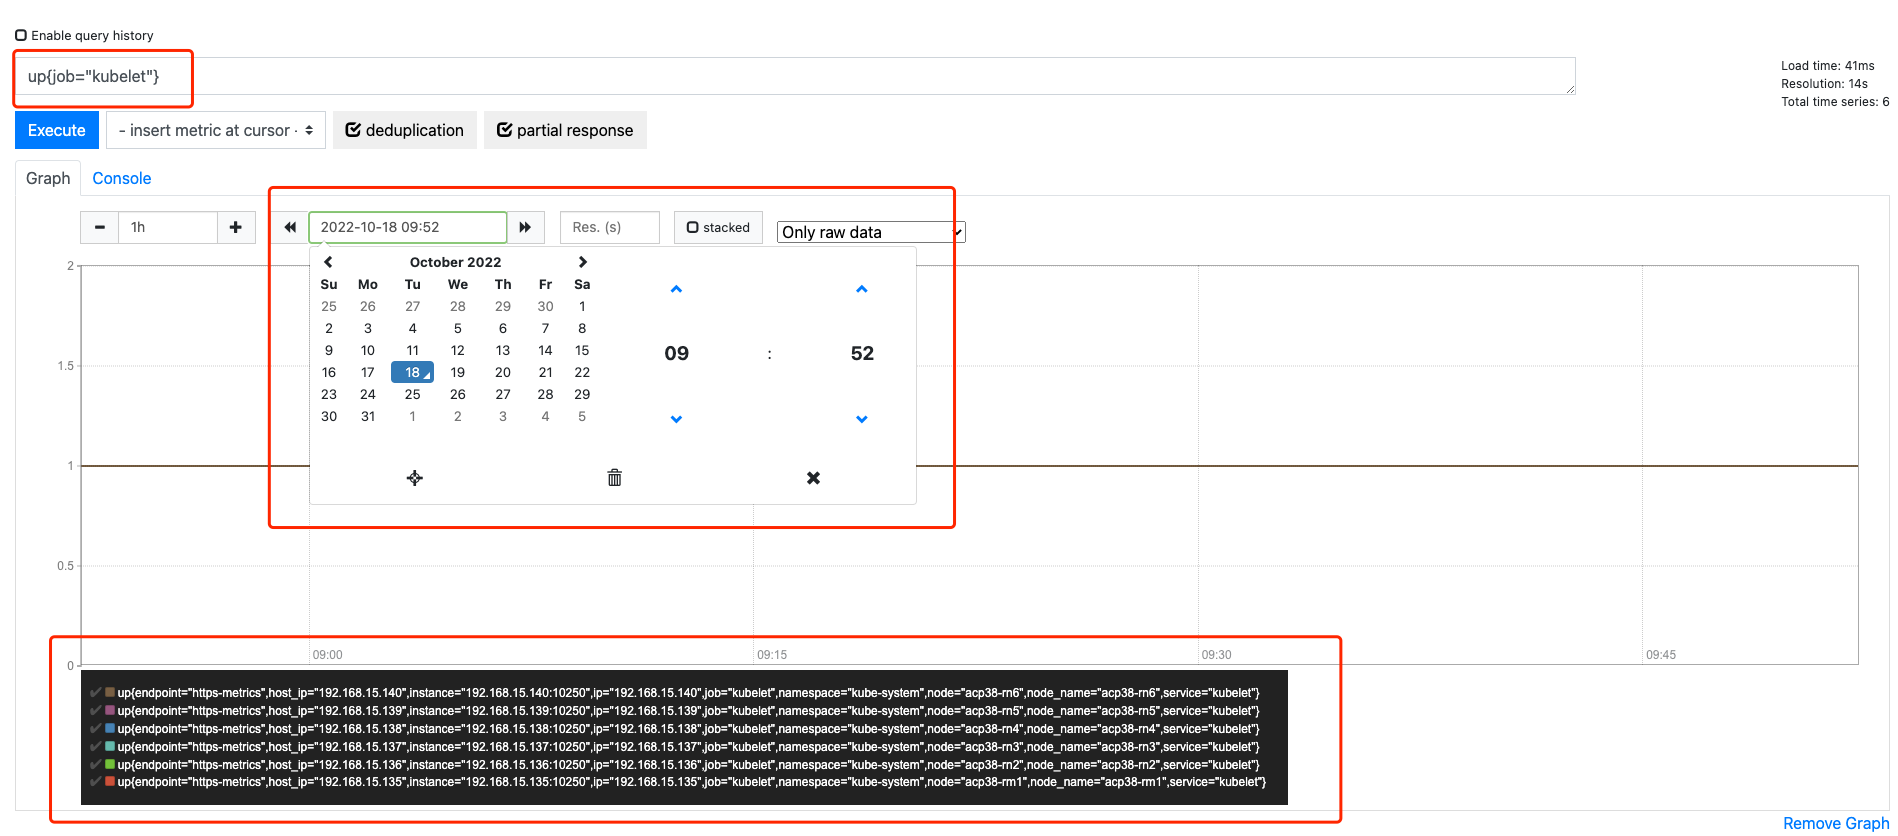 Enable query history
up{job="kubelet"}
Load time: 41ms
Resolution: 14s
Total time series: 6
Execute
- insert metric at cursor -
deduplication
partial response
Graph
Console
1h
2022-10-18 09:52
Res. (s)
stacked
Only raw data
October 2022
Su Mo Tu We Th Fr Sa
25 26 27 28 29 30 1
2 3 4 5 6 7 8
9 10 11 12 13 14 15
16 17 18 19 20 21 22
23 24 25 26 27 28 29
30 31 1 2 3 4 5
09 : 52
2
1.5
1
0.5
0
09:00
09:15
09:30
09:45
up{endpoint="https-metrics",host_ip="192.168.15.140",instance="192.168.15.140:10250",ip="192.168.15.140",job="kubelet",namespace="kube-system",node="acp38-rn6",node_name="acp38-rn6",service="kubelet"}
up{endpoint="https-metrics",host_ip="192.168.15.139",instance="192.168.15.139:10250",ip="192.168.15.139",job="kubelet",namespace="kube-system",node="acp38-rn5",node_name="acp38-rn5",service="kubelet"}
up{endpoint="https-metrics",host_ip="192.168.15.138",instance="192.168.15.138:10250",ip="192.168.15.138",job="kubelet",namespace="kube-system",node="acp38-rn4",node_name="acp38-rn4",service="kubelet"}
up{endpoint="https-metrics",host_ip="192.168.15.137",instance="192.168.15.137:10250",ip="192.168.15.137",job="kubelet",namespace="kube-system",node="acp38-rn3",node_name="acp38-rn3",service="kubelet"}
up{endpoint="https-metrics",host_ip="192.168.15.136",instance="192.168.15.136:10250",ip="192.168.15.136",job="kubelet",namespace="kube-system",node="acp38-rn2",node_name="acp38-rn2",service="kubelet"}
up{endpoint="https-metrics",host_ip="192.168.15.135",instance="192.168.15.135:10250",ip="192.168.15.135",job="kubelet",namespace="kube-system",node="acp38-rm1",node_name="acp38-rm1",service="kubelet"}
Remove Graph